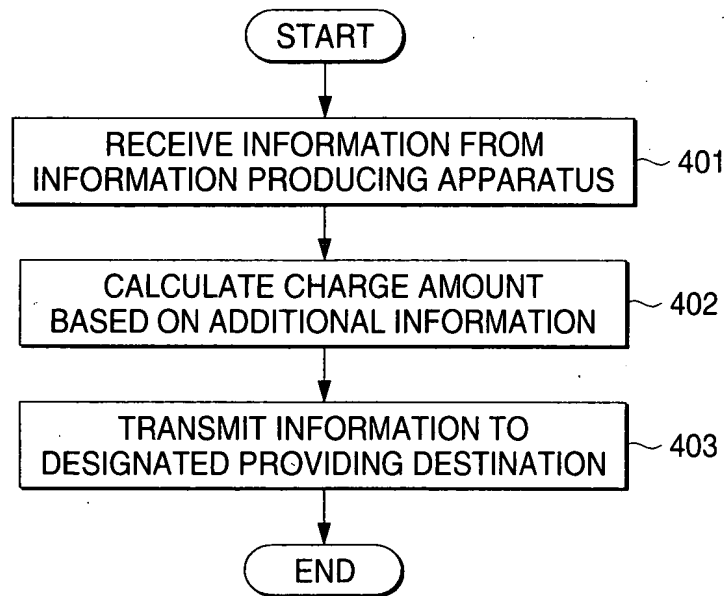 START
RECEIVE INFORMATION FROM
INFORMATION PRODUCING APPARATUS
401
CALCULATE CHARGE AMOUNT
BASED ON ADDITIONAL INFORMATION
402
TRANSMIT INFORMATION TO
DESIGNATED PROVIDING DESTINATION
403
END